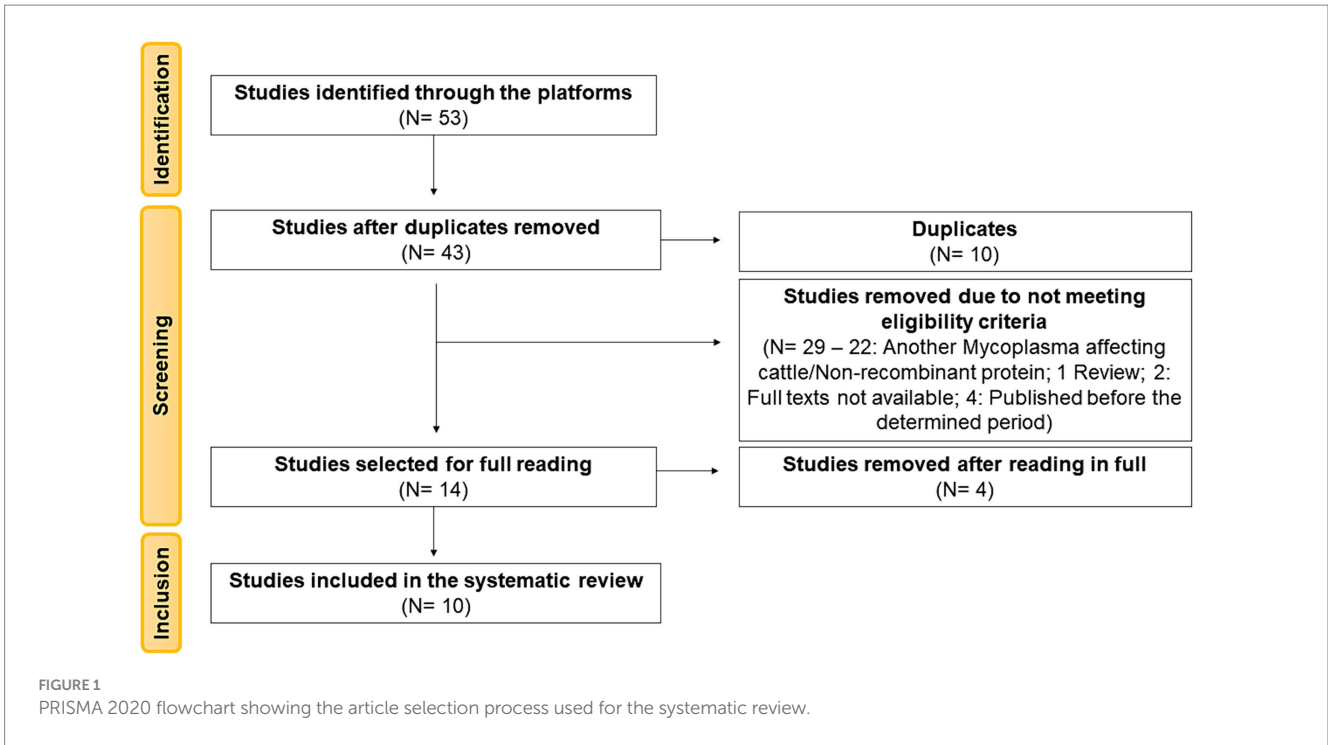 Identification
Studies identified through the platforms
(N= 53)
Screening
Studies after duplicates removed
(N= 43)
Duplicates
(N= 10)
Studies removed due to not meeting
eligibility criteria
(N= 29 – 22: Another Mycoplasma affecting
cattle/Non-recombinant protein; 1 Review; 2:
Full texts not available; 4: Published before the
determined period)
Studies selected for full reading
(N= 14)
Studies removed after reading in full
(N= 4)
Inclusion
Studies included in the systematic review
(N= 10)
FIGURE 1
PRISMA 2020 flowchart showing the article selection process used for the systematic review.